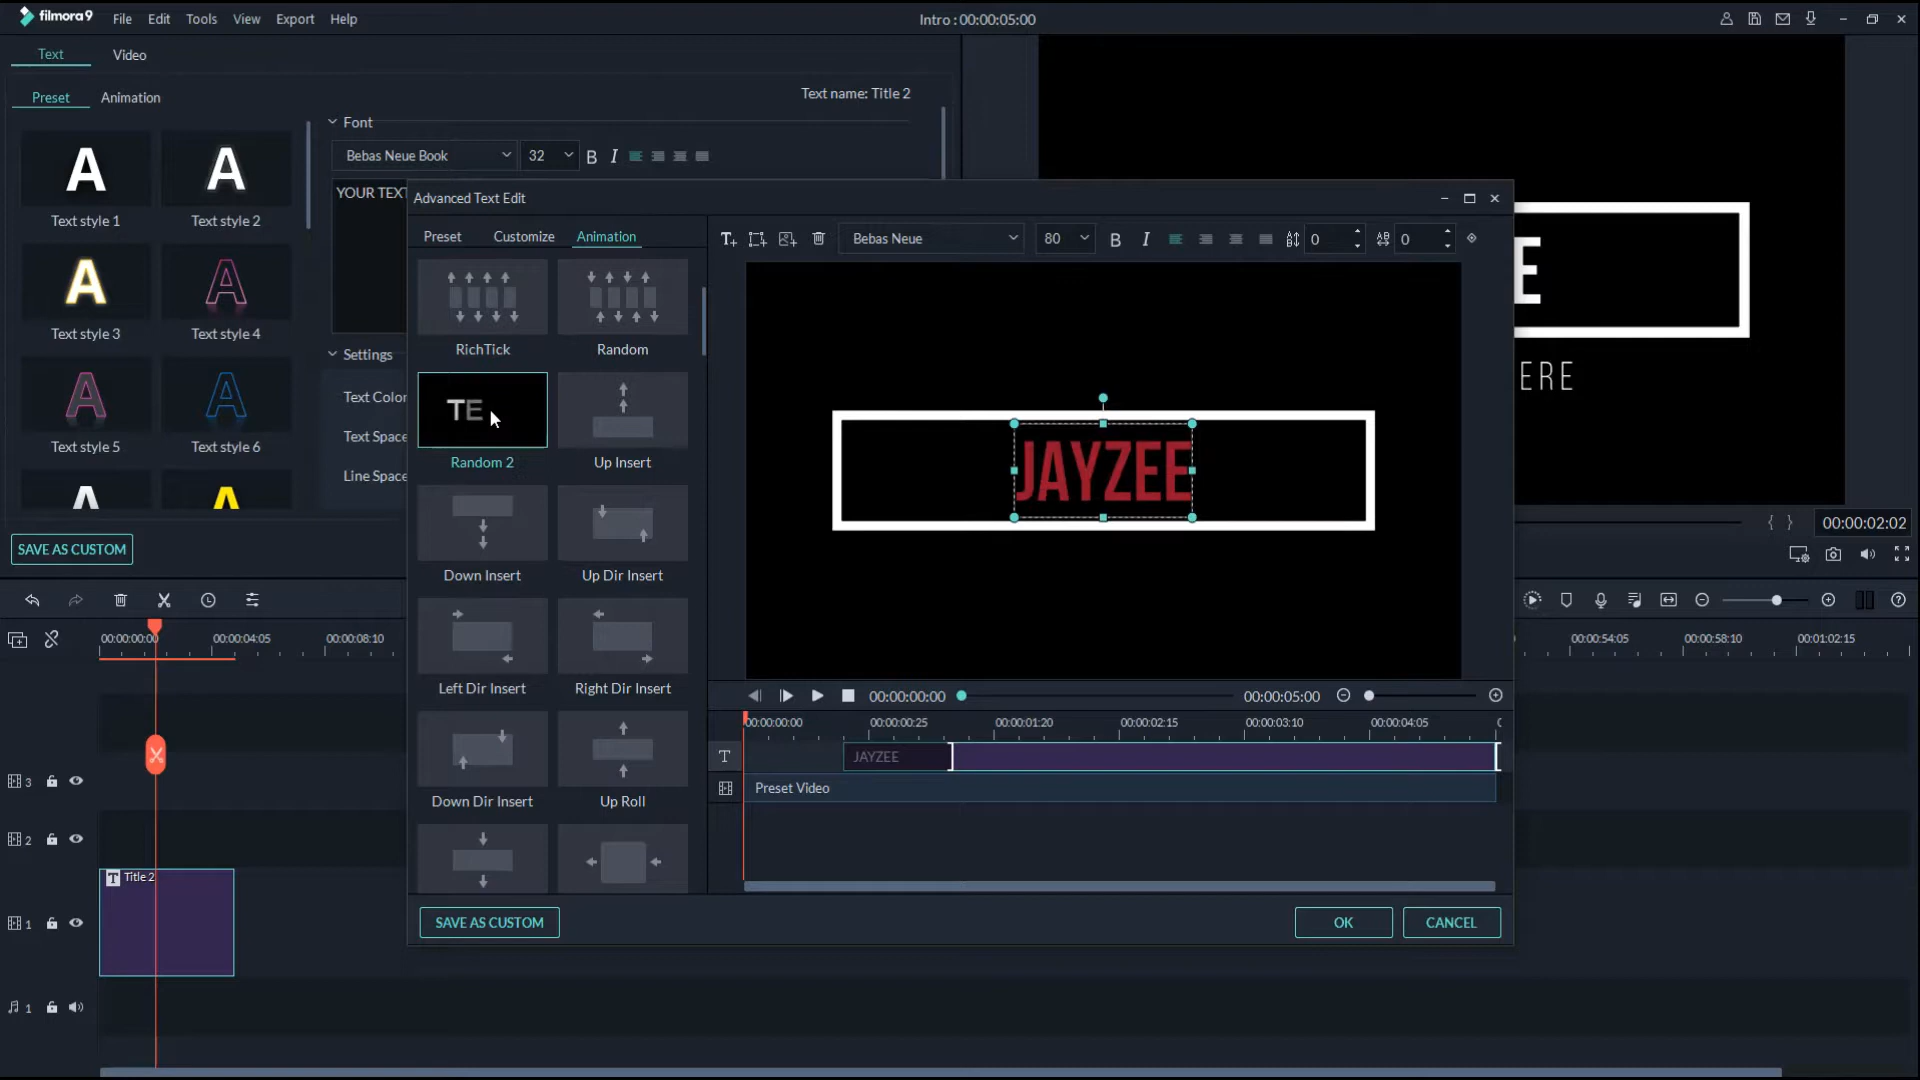 filmora 9 File Edit Tools View Export Help Intro : 00:00:05:00
Text Video
Preset Animation Text name: Title 2
Font
Bebas Neue Book 32 B I
YOUR TEXT
Text style 1 Text style 2
Text style 3 Text style 4
Text style 5 Text style 6
Settings
Text Color
Text Space
Line Space
SAVE AS CUSTOM
Advanced Text Edit
Preset Customize Animation
Bebas Neue 80 B I 0 0
RichTick Random
TE
Random 2 Up Insert
Down Insert Up Dir Insert
Left Dir Insert Right Dir Insert
Down Dir Insert Up Roll
JAYZEE
00:00:00:00 00:00:05:00
00:00:00:00 00:00:00:25 00:00:01:20 00:00:02:15 00:00:03:10 00:00:04:05
T JAYZEE
Preset Video
SAVE AS CUSTOM OK CANCEL
E
ERE
00:00:02:02
00:00:00:00 00:00:04:05 00:00:08:10 00:00:54:05 00:00:58:10 00:01:02:15
3
2
T Title 2
1
1